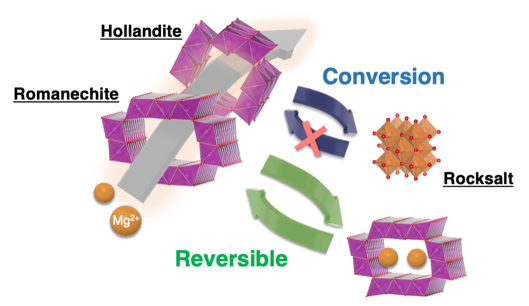 Hollandite
Conversion
Romanechite
Rocksalt
Mg²⁺
Reversible